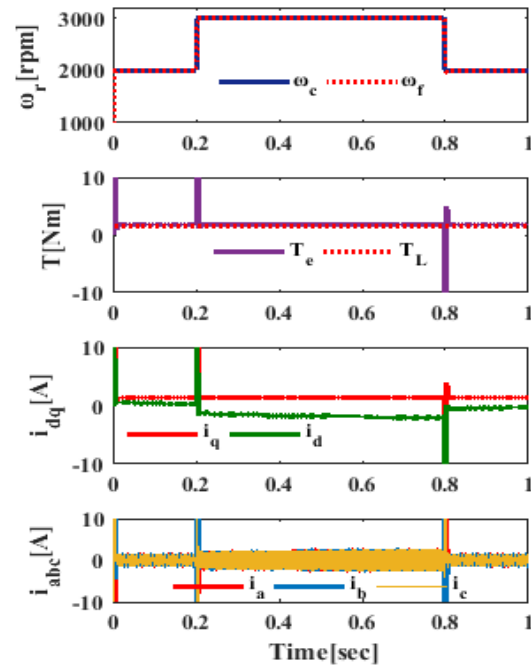 ω_r[rpm]
3000
2000
1000
ω_c ω_f
0 0.2 0.4 0.6 0.8 1
T[Nm]
10
0
-10
T_e T_L
0 0.2 0.4 0.6 0.8 1
i_dq[A]
10
0
-10
i_q i_d
0 0.2 0.4 0.6 0.8 1
i_abc[A]
10
0
-10
i_a i_b i_c
0 0.2 0.4 0.6 0.8 1
Time[sec]